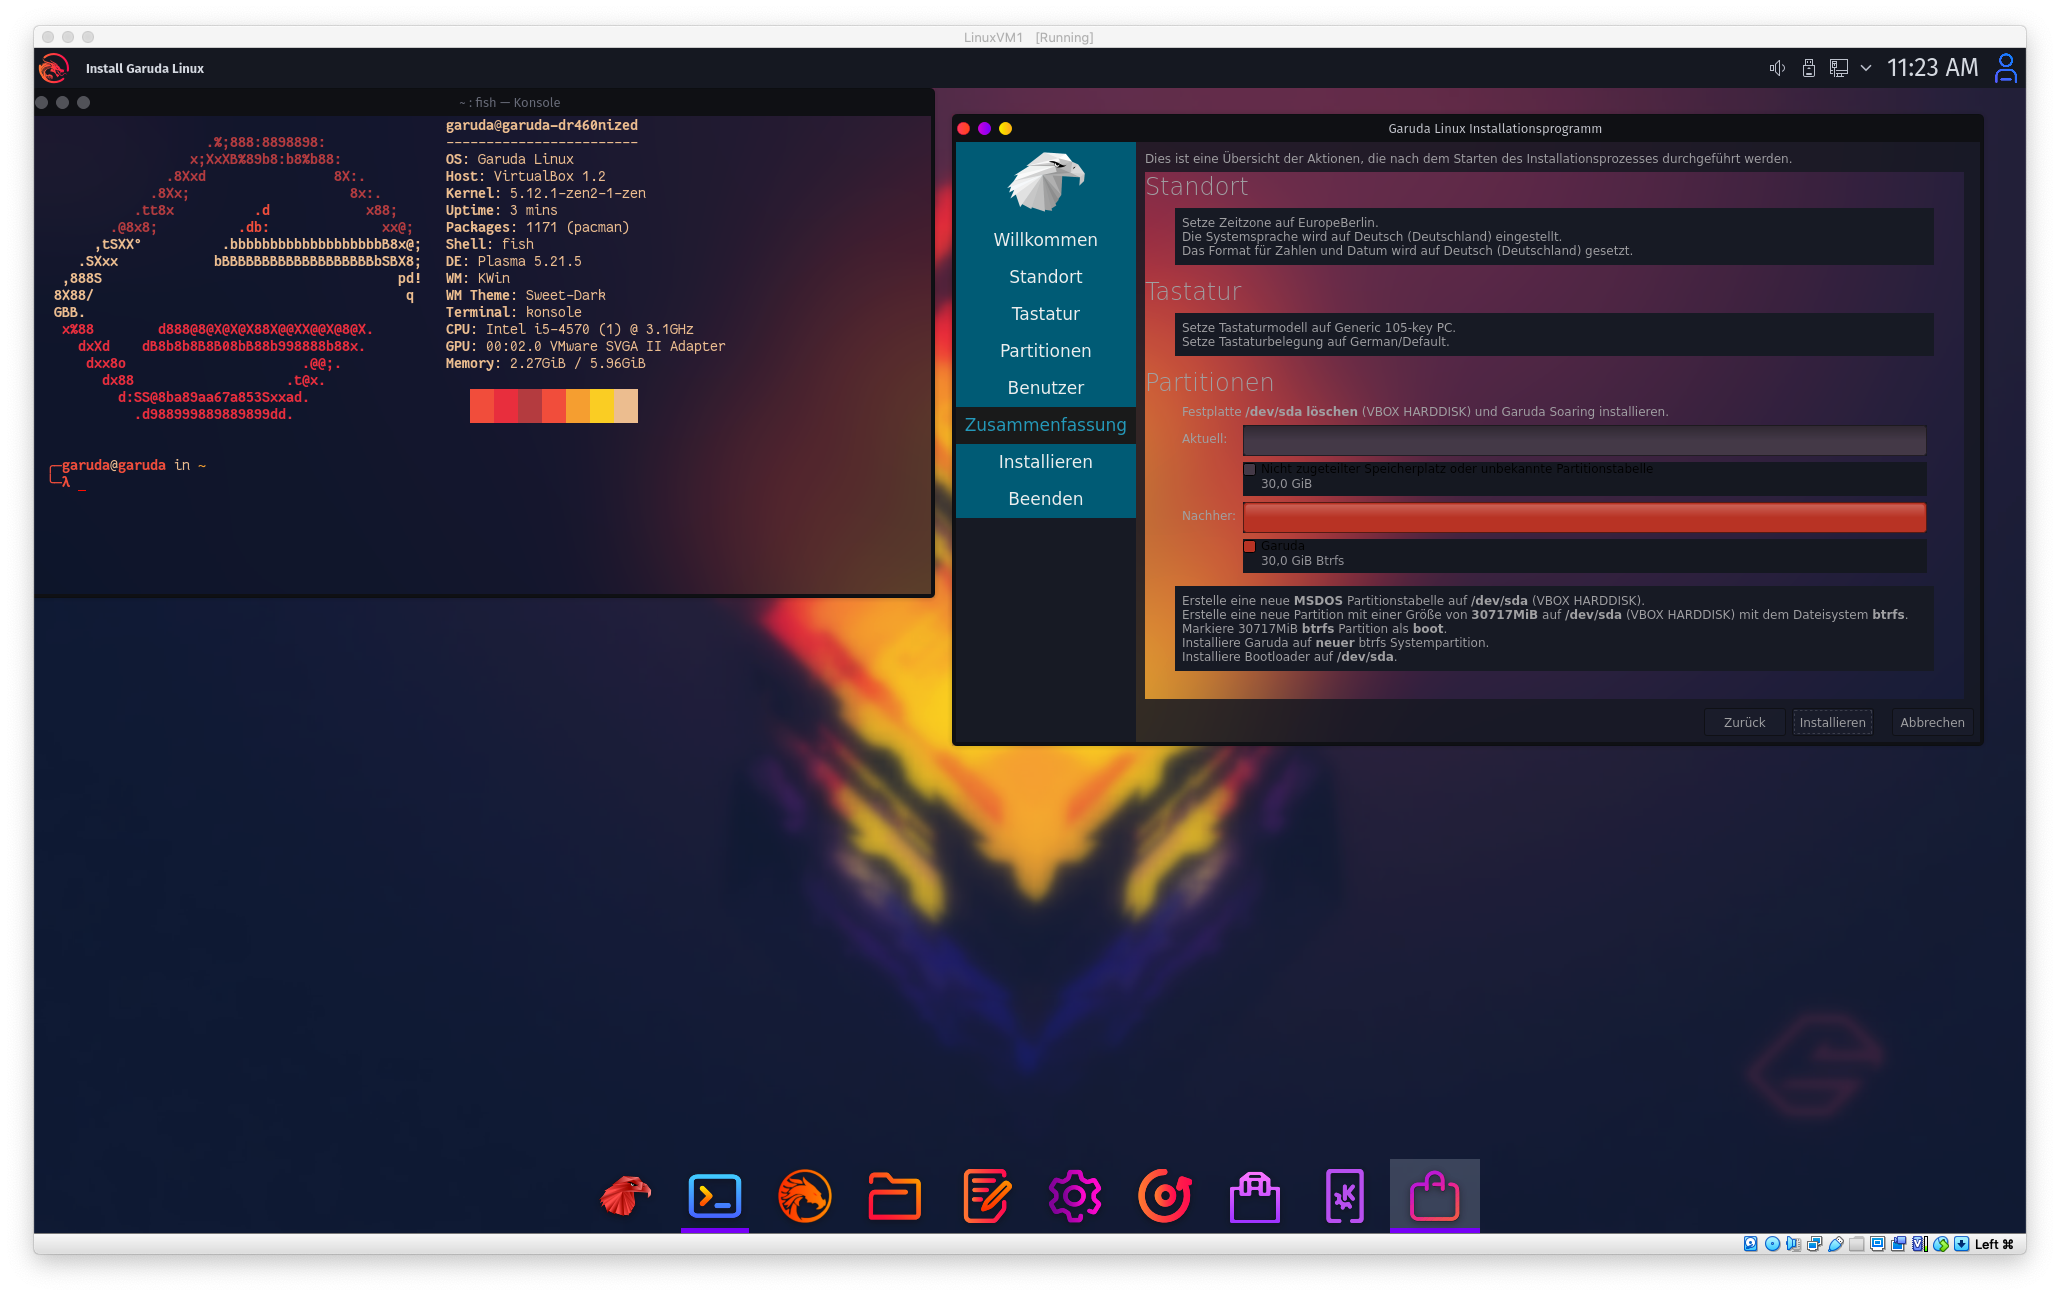 LinuxVM1 [Running]
Install Garuda Linux
11:23 AM
~ : fish — Konsole
.%;888:8898898:
x;XxXB%89b8:b8%b88:
.8Xxd 8X:.
.8Xx; 8x:.
.tt8x .d x88;
.@8x8; .db: xx@;
,tSXX° .bbbbbbbbbbbbbbbbbbbB8x@;
.SXxx bBBBBBBBBBBBBBBBBBBBbSBX8;
,888S pd!
8X88/ q
GBB.
x%88 d888@8@X@X@X88X@@XX@@X@8@X.
dxXd dB8b8b8B8B08bB88b998888b88x.
dxx8o .@@;.
dx88 .t@x.
d:SS@8ba89aa67a853Sxxad.
.d988999889889899dd.
garuda@garuda-dr460nized
------------------------
OS: Garuda Linux
Host: VirtualBox 1.2
Kernel: 5.12.1-zen2-1-zen
Uptime: 3 mins
Packages: 1171 (pacman)
Shell: fish
DE: Plasma 5.21.5
WM: KWin
WM Theme: Sweet-Dark
Terminal: konsole
CPU: Intel i5-4570 (1) @ 3.1GHz
GPU: 00:02.0 VMware SVGA II Adapter
Memory: 2.27GiB / 5.96GiB
garuda@garuda in ~
λ _
Garuda Linux Installationsprogramm
Willkommen
Standort
Tastatur
Partitionen
Benutzer
Zusammenfassung
Installieren
Beenden
Dies ist eine Übersicht der Aktionen, die nach dem Starten des Installationsprozesses durchgeführt werden.
Standort
Setze Zeitzone auf EuropeBerlin.
Die Systemsprache wird auf Deutsch (Deutschland) eingestellt.
Das Format für Zahlen und Datum wird auf Deutsch (Deutschland) gesetzt.
Tastatur
Setze Tastaturmodell auf Generic 105-key PC.
Setze Tastaturbelegung auf German/Default.
Partitionen
Festplatte /dev/sda löschen (VBOX HARDDISK) und Garuda Soaring installieren.
Aktuell:
Nicht zugeteilter Speicherplatz oder unbekannte Partitionstabelle
30,0 GiB
Nachher:
Garuda
30,0 GiB Btrfs
Erstelle eine neue MSDOS Partitionstabelle auf /dev/sda (VBOX HARDDISK).
Erstelle eine neue Partition mit einer Größe von 30717MiB auf /dev/sda (VBOX HARDDISK) mit dem Dateisystem btrfs.
Markiere 30717MiB btrfs Partition als boot.
Installiere Garuda auf neuer btrfs Systempartition.
Installiere Bootloader auf /dev/sda.
Zurück Installieren Abbrechen
Left ⌘